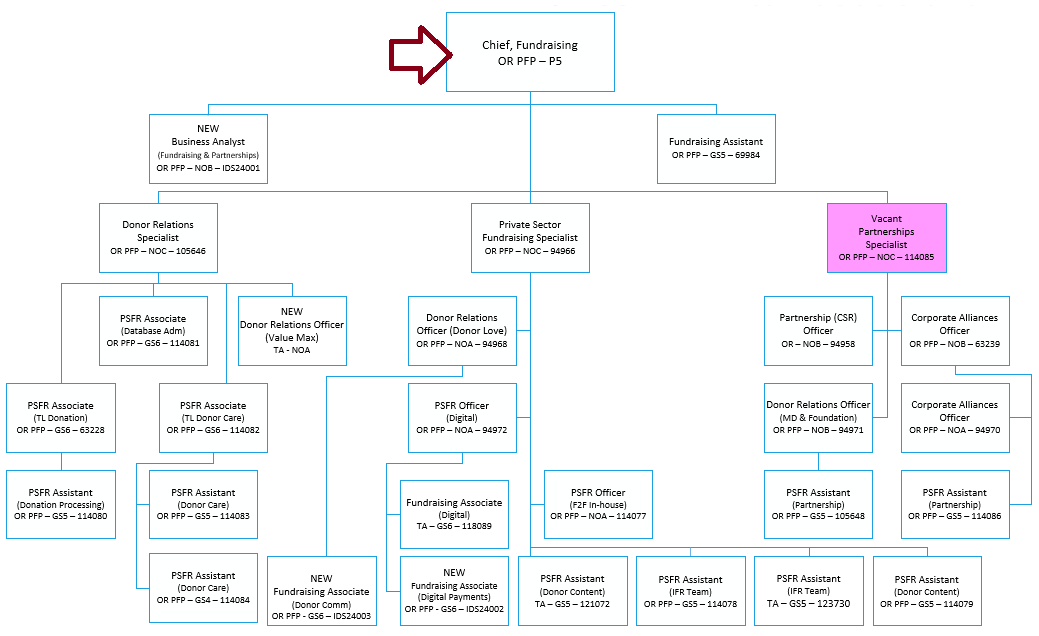 Chief, Fundraising
OR PFP – P5
NEW
Business Analyst
(Fundraising & Partnerships)
OR PFP – NOB – IDS24001
Fundraising Assistant
OR PFP – GS5 – 69984
Donor Relations
Specialist
OR PFP – NOC – 105646
Private Sector
Fundraising Specialist
OR PFP – NOC – 94966
Vacant
Partnerships
Specialist
OR PFP – NOC – 114085
PSFR Associate
(Database Adm)
OR PFP – GS6 – 114081
NEW
Donor Relations Officer
(Value Max)
TA - NOA
Donor Relations
Officer (Donor Love)
OR PFP – NOA – 94968
Partnership (CSR)
Officer
OR – NOB – 94958
Corporate Alliances
Officer
OR PFP – NOB – 63239
PSFR Associate
(TL Donation)
OR PFP – GS6 – 63228
PSFR Associate
(TL Donor Care)
OR PFP – GS6 – 114082
PSFR Officer
(Digital)
OR PFP – NOA – 94972
Donor Relations Officer
(MD & Foundation)
OR PFP – NOB – 94971
Corporate Alliances
Officer
OR PFP – NOA – 94970
PSFR Assistant
(Donation Processing)
OR PFP – GS5 – 114080
PSFR Assistant
(Donor Care)
OR PFP – GS5 – 114083
Fundraising Associate
(Digital)
TA – GS6 – 118089
PSFR Officer
(F2F In-house)
OR PFP – NOA – 114077
PSFR Assistant
(Partnership)
OR PFP – GS5 – 105648
PSFR Assistant
(Partnership)
OR PFP – GS5 – 114086
PSFR Assistant
(Donor Care)
OR PFP – GS4 – 114084
NEW
Fundraising Associate
(Donor Comm)
OR PFP - GS6 – IDS24003
NEW
Fundraising Associate
(Digital Payments)
OR PFP - GS6 – IDS24002
PSFR Assistant
(Donor Content)
TA – GS5 – 121072
PSFR Assistant
(IFR Team)
OR PFP – GS5 – 114078
PSFR Assistant
(IFR Team)
TA – GS5 – 123730
PSFR Assistant
(Donor Content)
OR PFP – GS5 – 114079